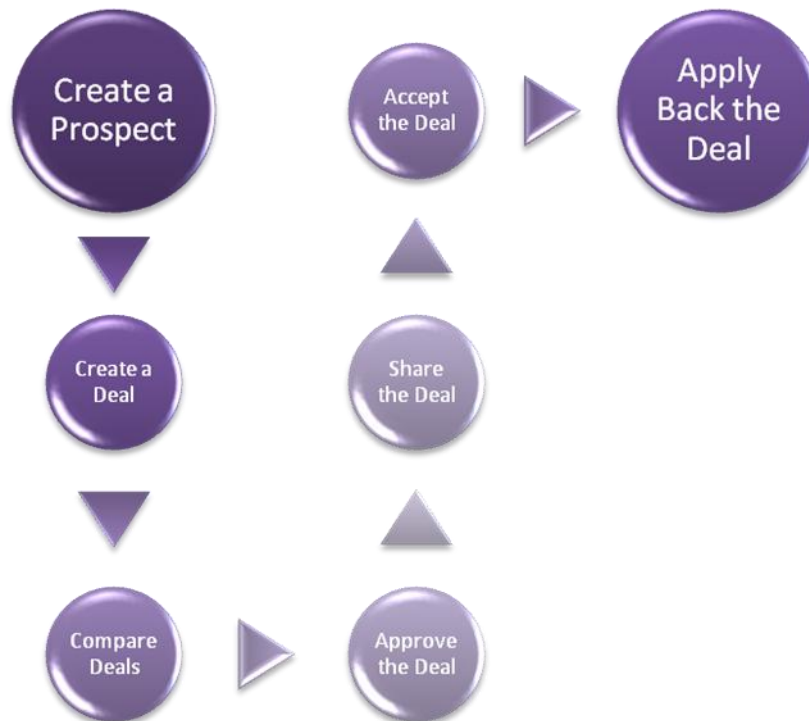 Create a
Prospect
Create a
Deal
Compare
Deals
Approve
the Deal
Share
the Deal
Accept
the Deal
Apply
Back the
Deal